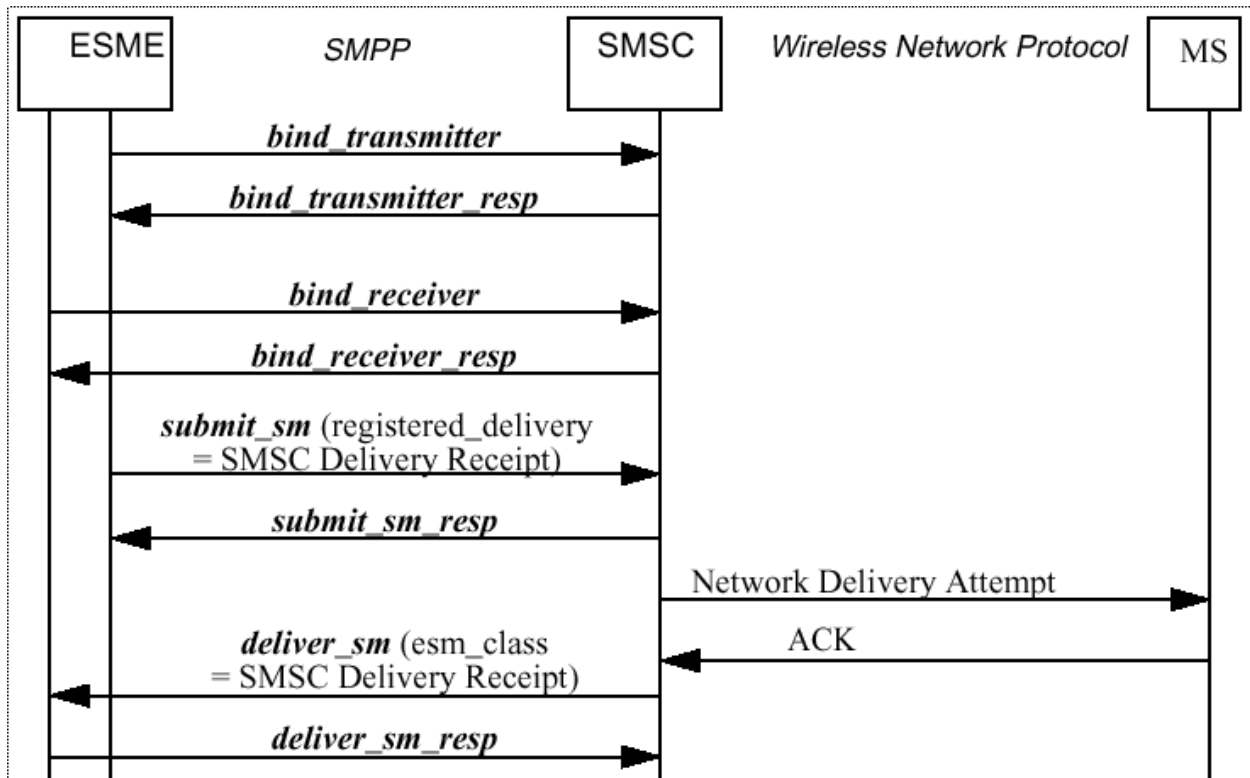 ESME
SMPP
SMSC
Wireless Network Protocol
MS
bind_transmitter
bind_transmitter_resp
bind_receiver
bind_receiver_resp
submit_sm (registered_delivery
= SMSC Delivery Receipt)
submit_sm_resp
Network Delivery Attempt
ACK
deliver_sm (esm_class
= SMSC Delivery Receipt)
deliver_sm_resp